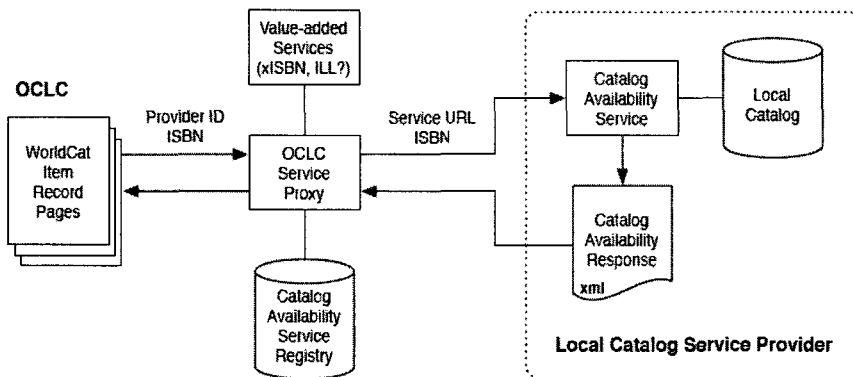 Value-added
Services
(xISBN, ILL?)
OCLC
Provider ID
ISBN
Service URL
ISBN
Catalog
Availability
Service
Local
Catalog
WorldCat
Item
Record
Pages
OCLC
Service
Proxy
Catalog
Availability
Response
xml
Catalog
Availability
Service
Registry
Local Catalog Service Provider